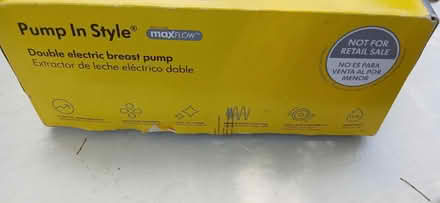 Pump In Style®
maxFLOW™
Double electric breast pump
Extractor de leche eléctrico doble
NOT FOR
RETAIL SALE
NO ES PARA
VENTA AL POR
MENOR